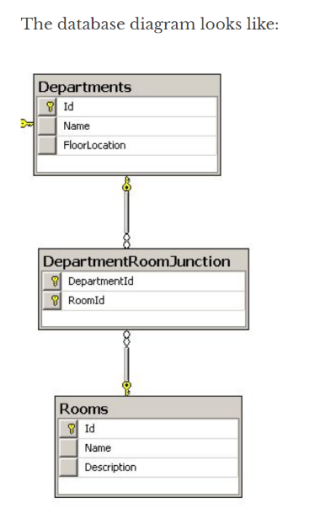 The database diagram looks like:
Departments
Id
Name
FloorLocation
DepartmentRoomJunction
DepartmentId
RoomId
Rooms
Id
Name
Description